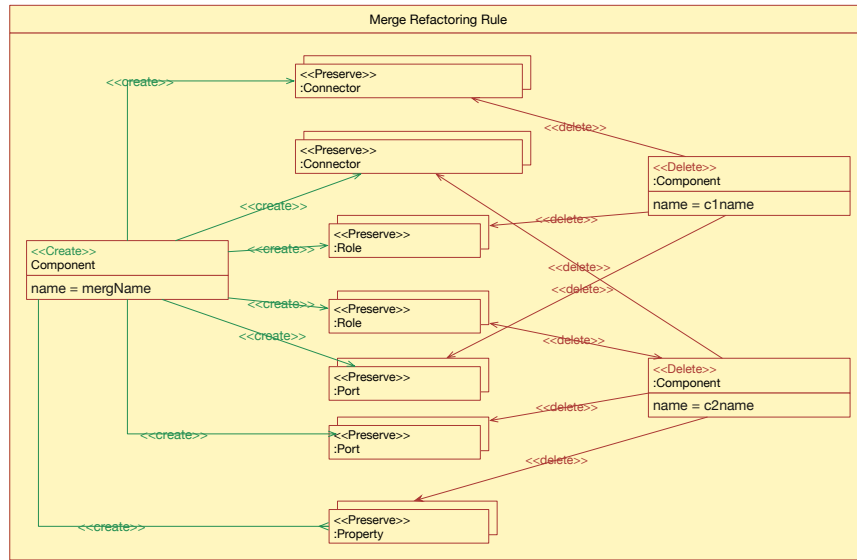 Merge Refactoring Rule
<<Preserve>>
:Connector
<<create>>
<<delete>>
<<Preserve>>
:Connector
<<Delete>>
:Component
name = c1name
<<create>>
<<delete>>
<<Preserve>>
:Role
<<create>>
<<Create>>
Component
name = mergName
<<delete>>
<<delete>>
<<create>>
<<Preserve>>
:Role
<<create>>
<<delete>>
<<Preserve>>
:Port
<<Delete>>
:Component
name = c2name
<<delete>>
<<Preserve>>
:Port
<<create>>
<<delete>>
<<Preserve>>
:Property
<<create>>